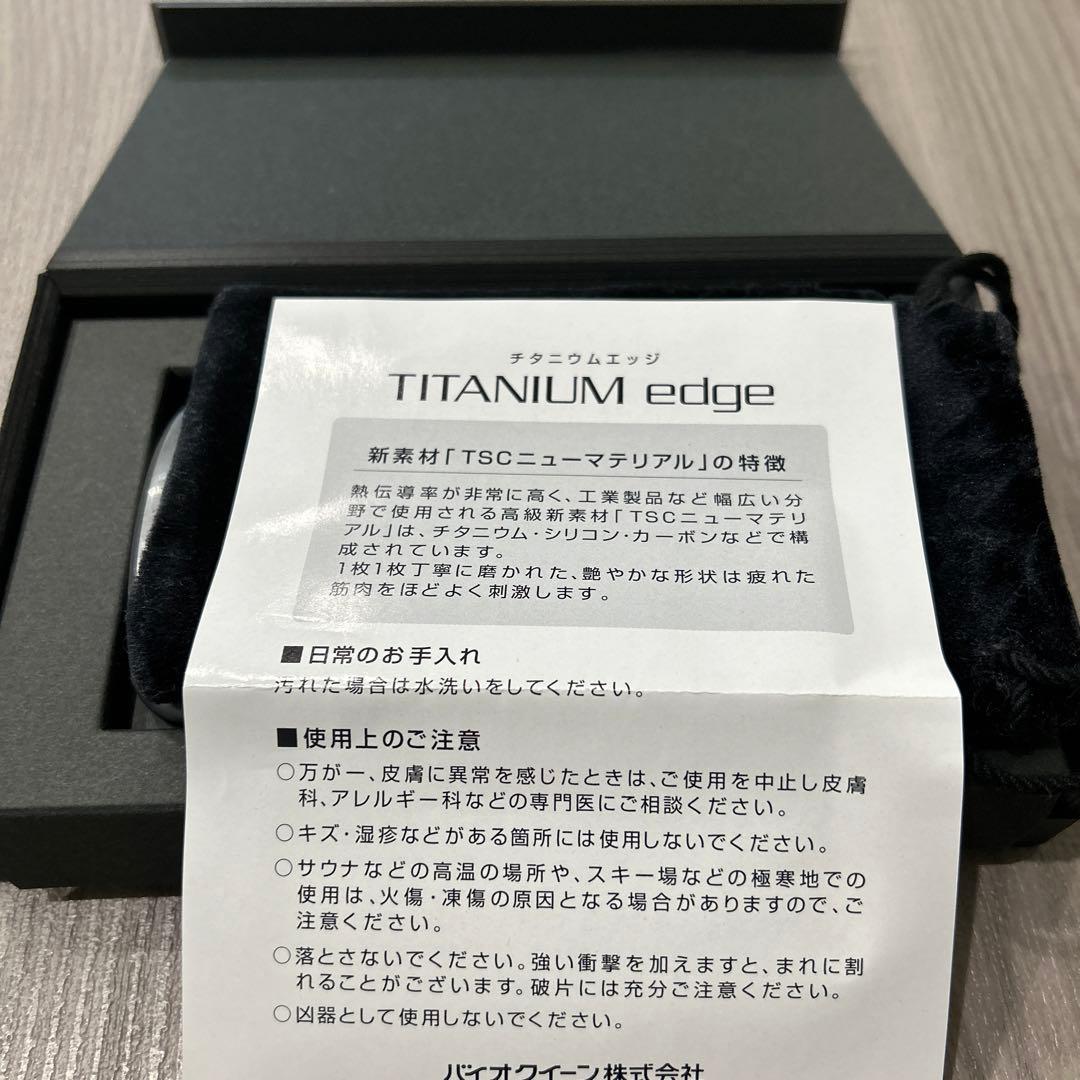 チタニウムエッジ
TITANIUM edge
新素材「TSCニューマテリアル」の特徴
熱伝導率が非常に高く、工業製品など幅広い分
野で使用される高級新素材「TSCニューマテリ
アル」は、チタニウム・シリコン・カーボンなどで構
成されています。
1枚1枚丁寧に磨かれた、艶やかな形状は疲れた
筋肉をほどよく刺激します。
■日常のお手入れ
汚れた場合は水洗いをしてください。
■使用上のご注意
○万が一、皮膚に異常を感じたときは、ご使用を中止し皮膚
科、アレルギー科などの専門医にご相談ください。
○キズ・湿疹などがある箇所には使用しないでください。
○サウナなどの高温の場所や、スキー場などの極寒地での
使用は、火傷・凍傷の原因となる場合がありますので、ご
注意ください。
○落とさないでください。強い衝撃を加えますと、まれに割
れることがございます。破片には充分ご注意ください。
○凶器として使用しないでください。
バイオクイーン株式会社